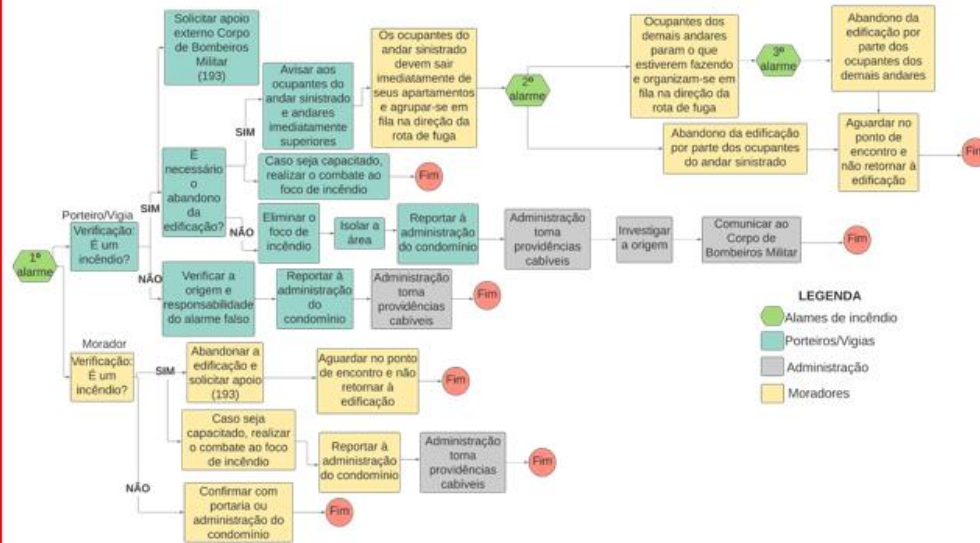 Solicitar apoio
externo Corpo
de Bombeiros
Militar
(193)
Avisar aos
ocupantes do
andar sinistrado
e andares
imediatamente
superiores
Os ocupantes do
andar sinistrado
devem sair
imediatamente de
seus apartamentos
e agrupar-se em
fila na direção da
rota de fuga
2º
alarme
Ocupantes dos
demais andares
param o que
estiverem fazendo
e organizam-se em
fila na direção da
rota de fuga
3º
alarme
Abandono da
edificação por
parte dos
ocupantes dos
demais andares
Abandono da edificação
por parte dos ocupantes
do andar sinistrado
Aguardar no
ponto de
encontro e
não retornar à
edificação
Fim
SIM
É
necessário
o
abandono
da
edificação?
Caso seja capacitado,
realizar o combate ao
foco de incêndio
Fim
NÃO
Eliminar o
foco de
incêndio
Isolar a
área
Reportar à
administração
do condomínio
Administração
toma
providências
cabíveis
Investigar
a origem
Comunicar ao
Corpo de
Bombeiros Militar
Fim
Porteiro/Vigia
Verificação:
É um
incêndio?
SIM
NÃO
1º
alarme
Verificar a
origem e
responsabilidade
do alarme falso
Reportar à
administração
do
condomínio
Administração
toma
providências
cabíveis
Fim
Morador
Verificação:
É um
incêndio?
SIM
Abandonar a
edificação e
solicitar apoio
(193)
Aguardar no ponto
de encontro e não
retornar à
edificação
Fim
Caso seja
capacitado, realizar
o combate ao foco
de incêndio
Reportar à
administração
do condomínio
Administração
toma
providências
cabíveis
Fim
NÃO
Confirmar com
portaria ou
administração do
condomínio
Fim
LEGENDA
Alames de incêndio
Porteiros/Vigias
Administração
Moradores